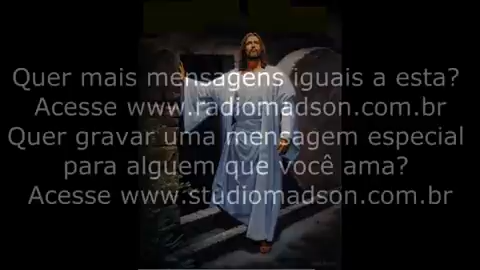 Quer mais mensagens iguais a esta?
Acesse www.radiomadson.com.br
Quer gravar uma mensagem especial
para alguem que você ama?
Acesse www.studiomadson.com.br